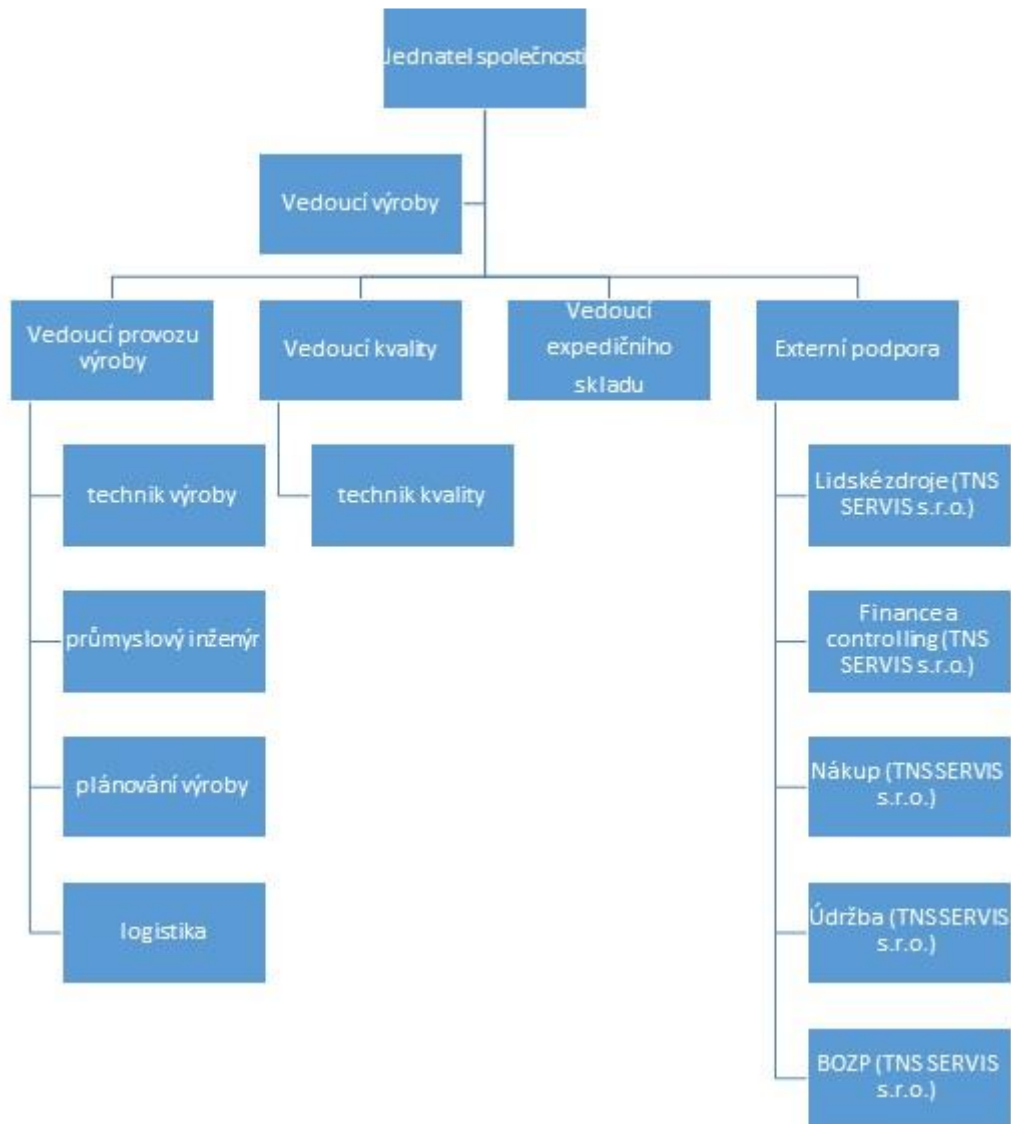 Jednatel společnosti
Vedoucí výroby
Vedoucí provozu
výroby
Vedoucí kvality
Vedoucí
expedičního
skladu
Externí podpora
technik výroby
průmyslový inženýr
plánování výroby
logistika
technik kvality
Lidské zdroje (TNS
SERVIS s.r.o.)
Finance a
controlling (TNS
SERVIS s.r.o.)
Nákup (TNS SERVIS
s.r.o.)
Údržba (TNS SERVIS
s.r.o.)
BOZP (TNS SERVIS
s.r.o.)